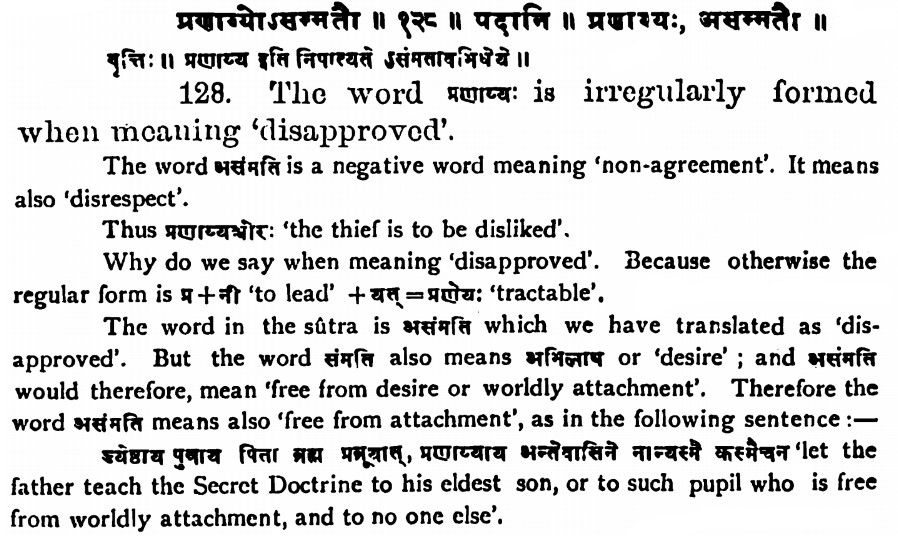 प्रणाय्योऽसम्मतौ ॥ १२८ ॥ पदानि ॥ प्रणाय्यः, असम्मतौ ॥
वृत्तिः ॥ प्रणाय्य इति निपात्यते ऽसंमतावभिधेये ॥
128. The word प्रणाय्यः is irregularly formed
when meaning ‘disapproved’.
The word असंमति is a negative word meaning ‘non-agreement’. It means
also ‘disrespect’.
Thus प्रणाय्यश्चोरः ‘the thief is to be disliked’.
Why do we say when meaning ‘disapproved’. Because otherwise the
regular form is प्र+नी ‘to lead’ +यत्=प्रणेयः ‘tractable’.
The word in the sûtra is असंमति which we have translated as ‘dis-
approved’. But the word संमति also means अभिलाष or ‘desire’ ; and असंमति
would therefore, mean ‘free from desire or worldly attachment’. Therefore the
word असंमति means also ‘free from attachment’, as in the following sentence :—
ज्येष्ठाय पुत्राय पिता ब्रह्म प्रब्रूयात्, प्रणाय्याय अन्तेवासिने नान्यस्मै कस्मैचन ‘let the
father teach the Secret Doctrine to his eldest son, or to such pupil who is free
from worldly attachment, and to no one else’.